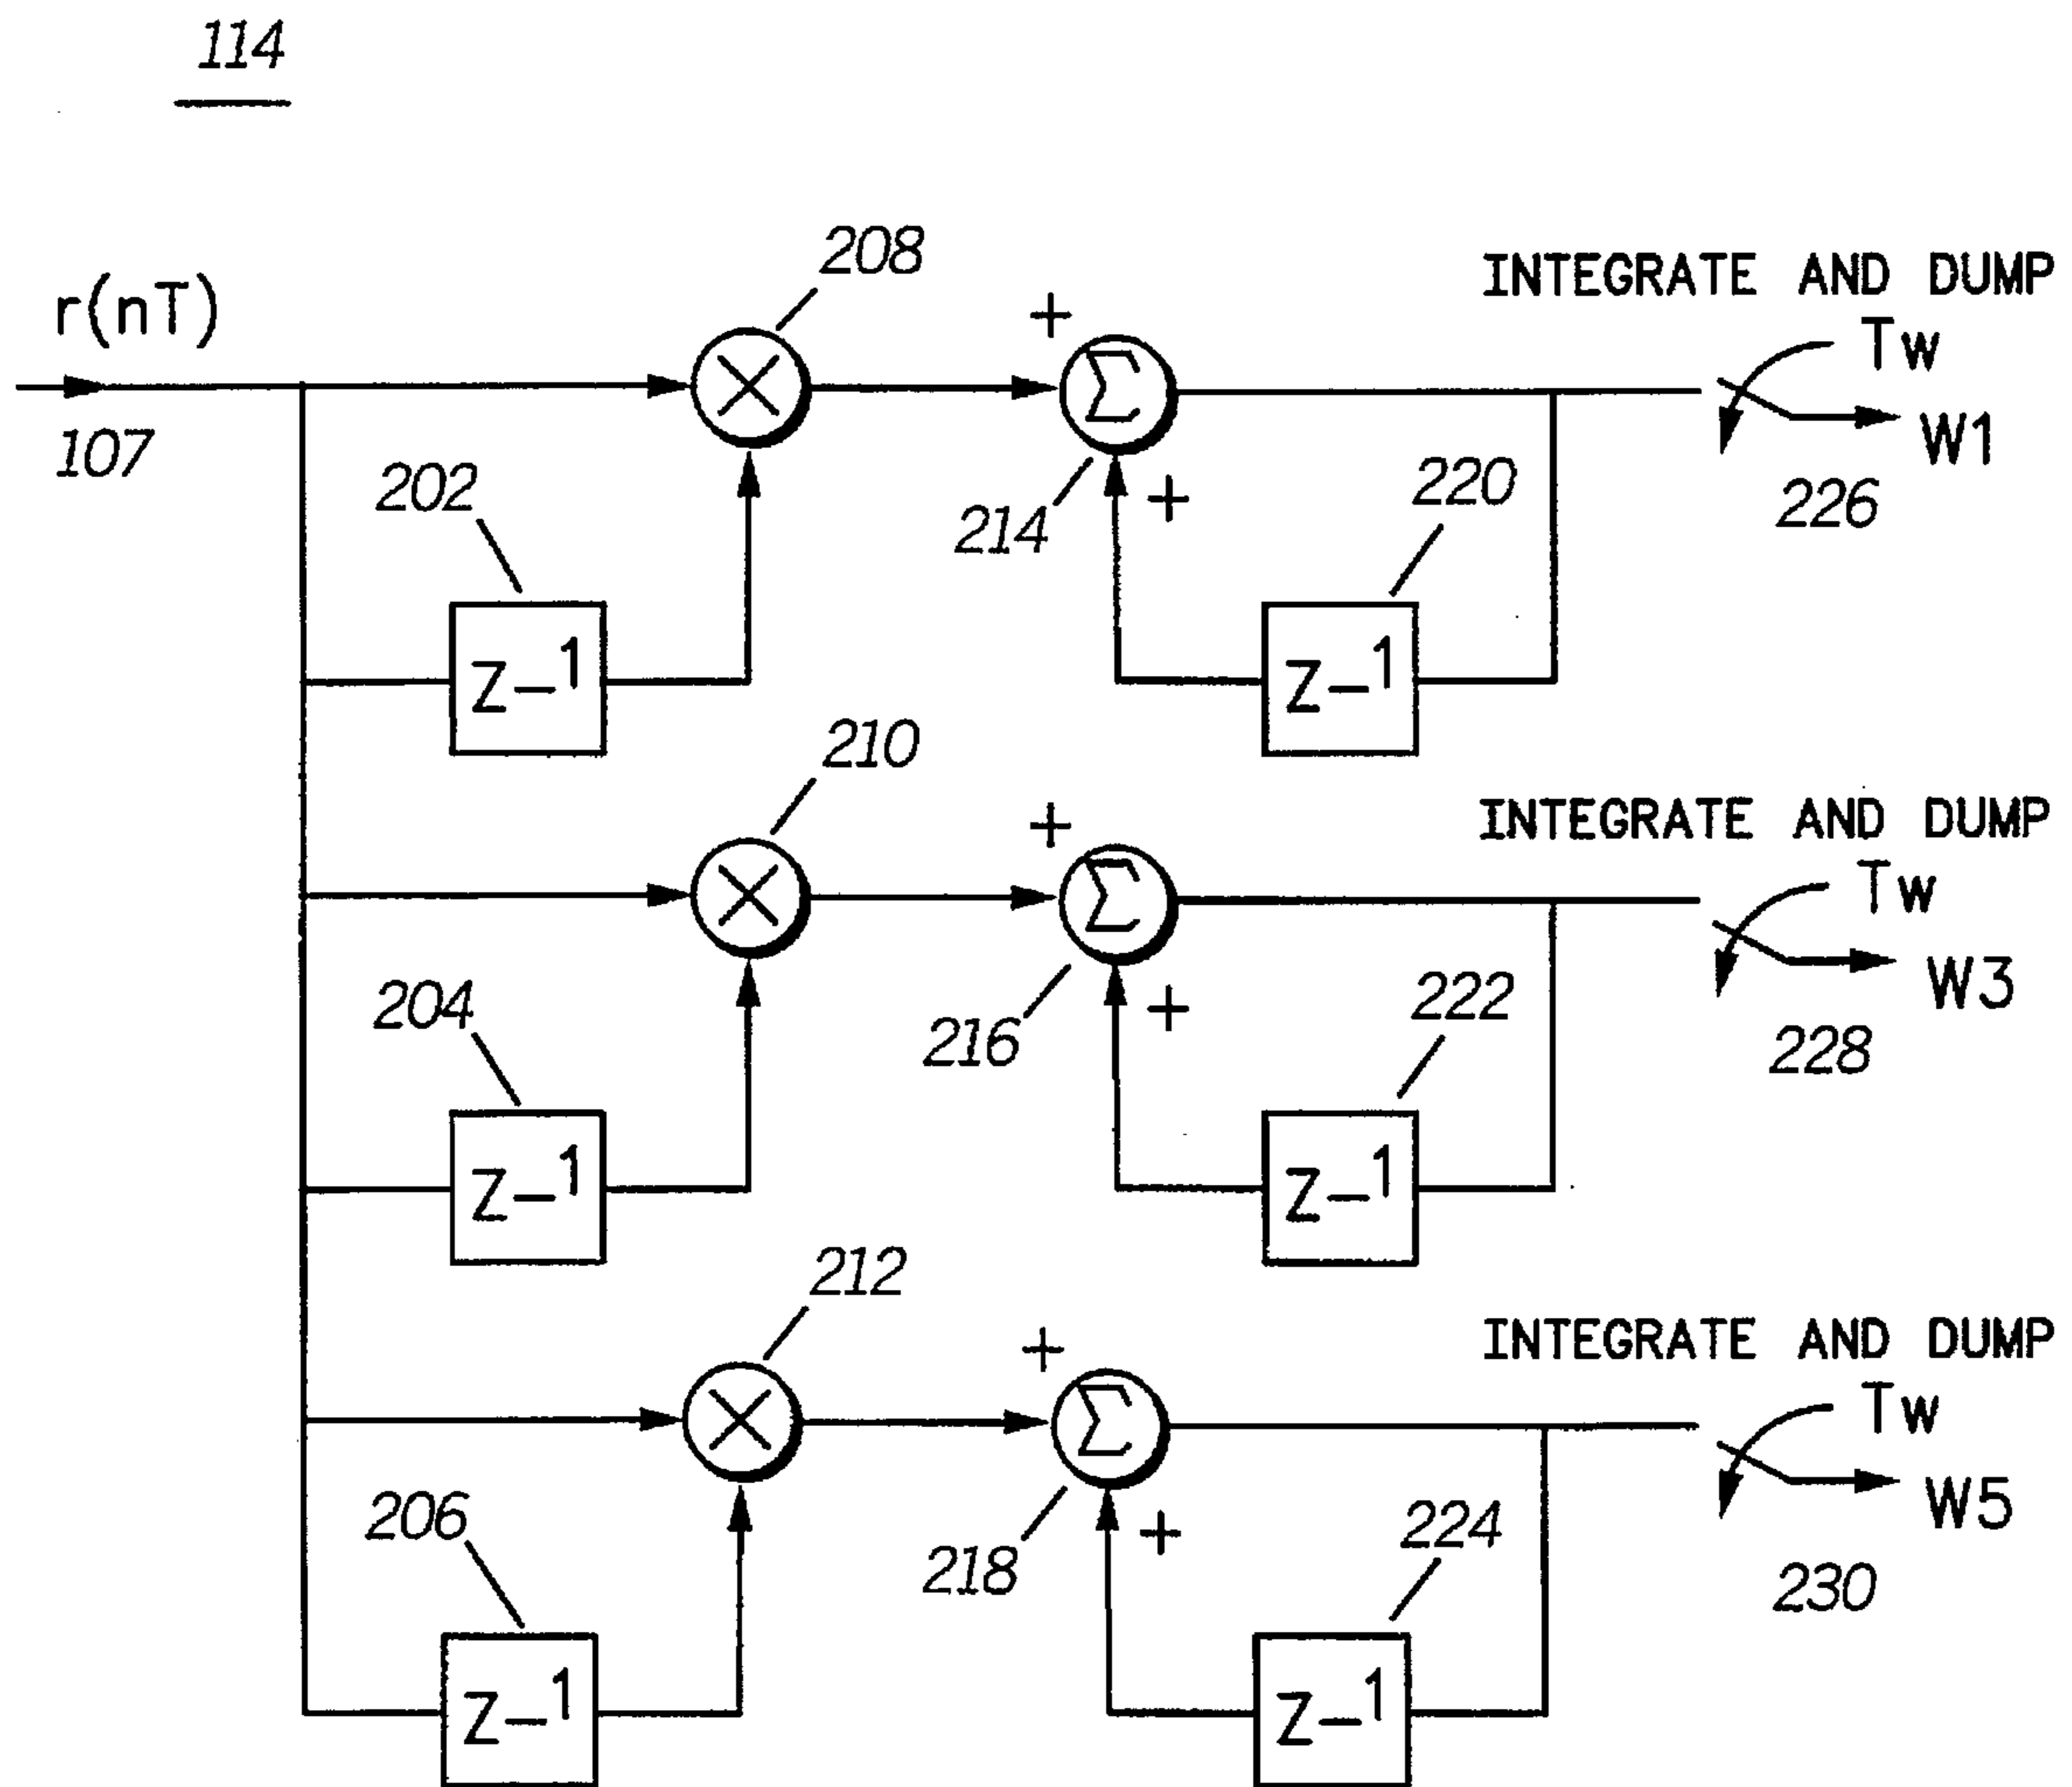 114
208
INTEGRATE AND DUMP
r(nT)
+
Tw
×
Σ
W1
107
202
214
+
220
226
Z–1
Z–1
210
INTEGRATE AND DUMP
+
Tw
×
Σ
W3
204
216
+
222
228
Z–1
Z–1
212
INTEGRATE AND DUMP
+
Tw
×
Σ
W5
206
218
+
224
230
Z–1
Z–1